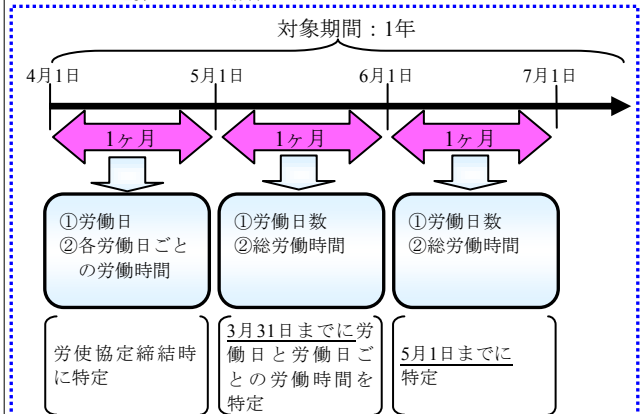 対象期間：1年
4月1日
5月1日
6月1日
7月1日
1ヶ月
1ヶ月
1ヶ月
①労働日
②各労働日ごと
の労働時間
①労働日数
②総労働時間
①労働日数
②総労働時間
労使協定締結時
に特定
3月31日までに労
働日と労働日ご
との労働時間を
特定
5月1日までに
特定